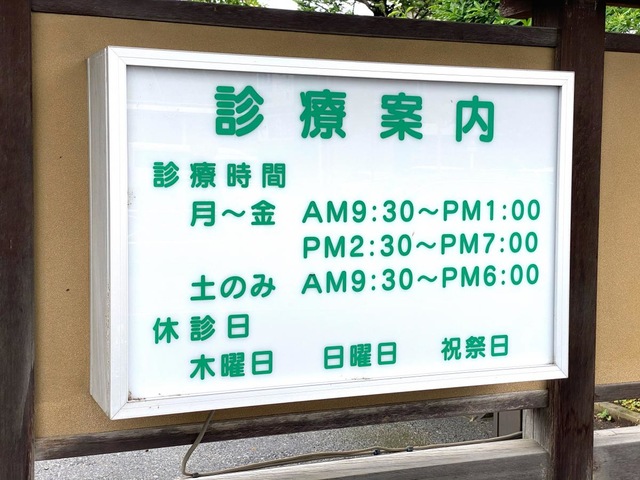 診療案内
診療時間
月〜金 AM9:30〜PM1:00
PM2:30〜PM7:00
土のみ AM9:30〜PM6:00
休診日
木曜日 日曜日 祝祭日